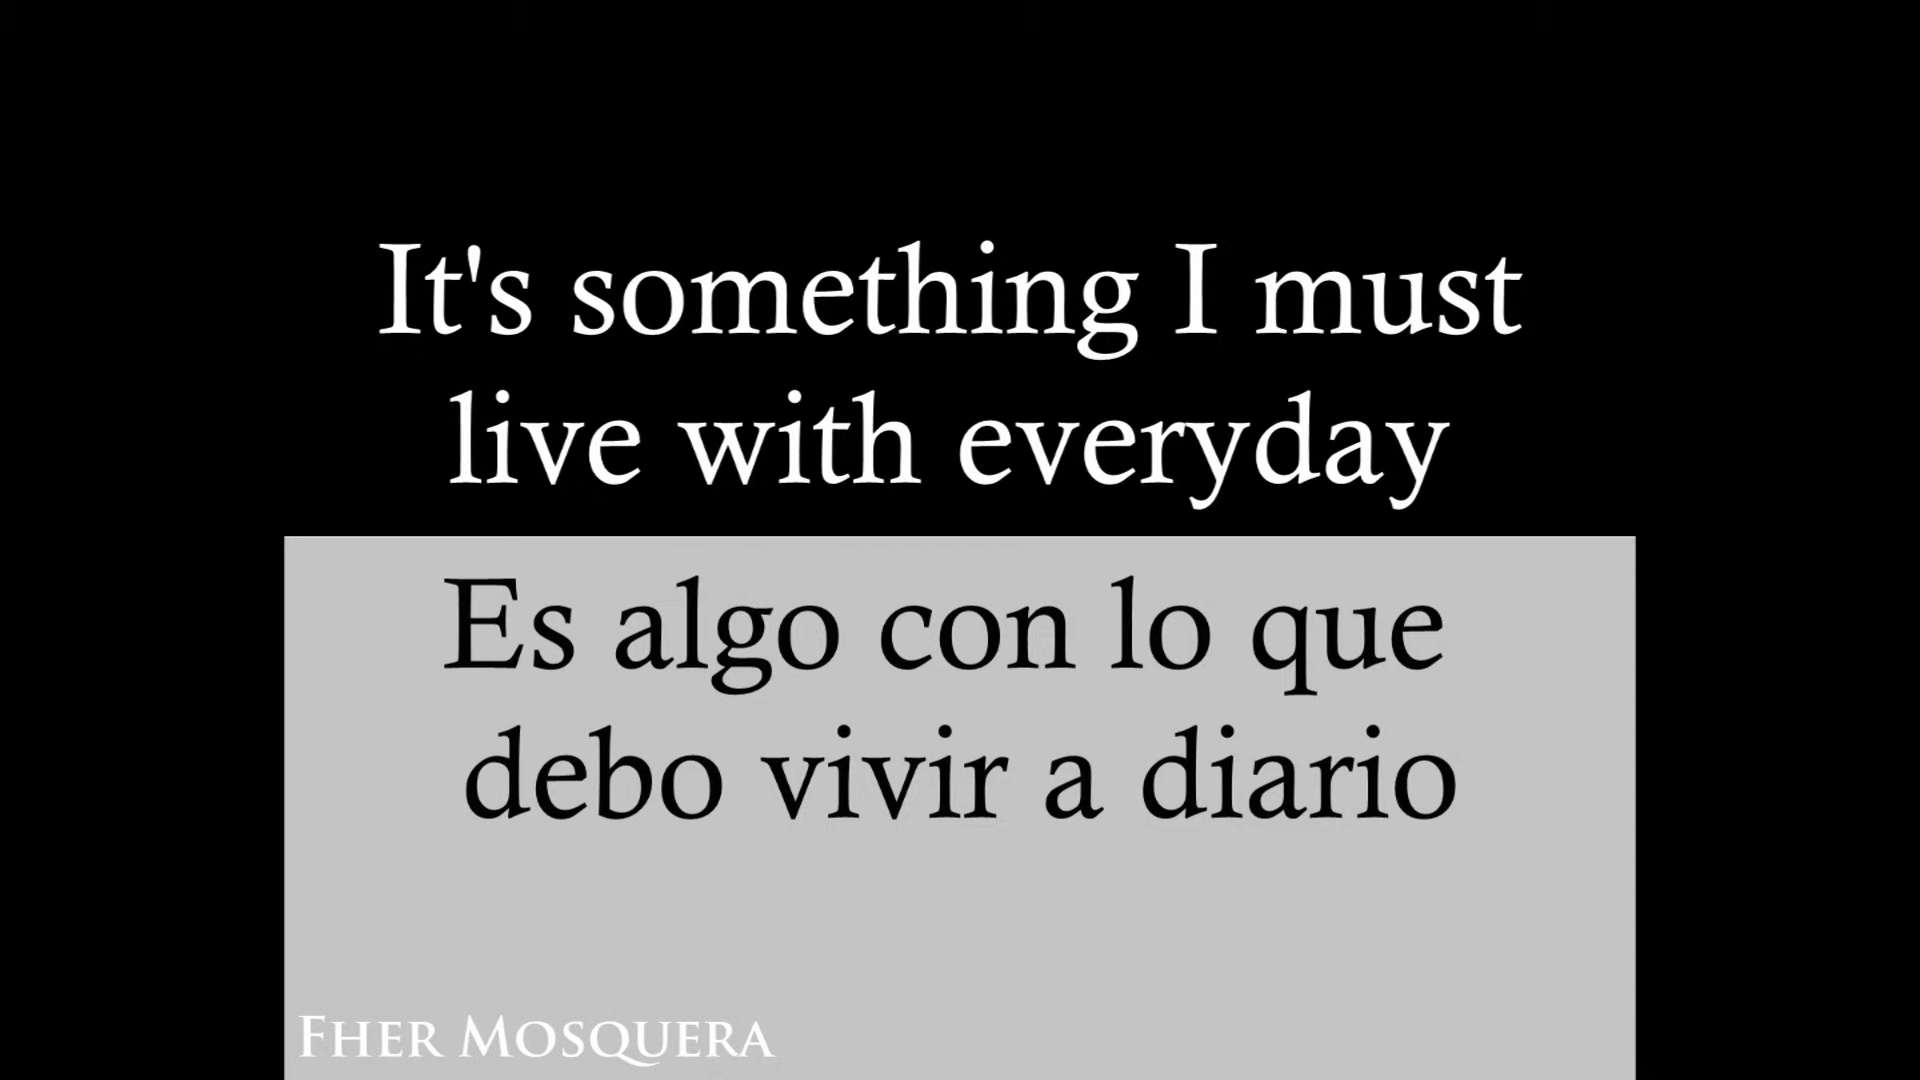 It's something I must
live with everyday
Es algo con lo que
debo vivir a diario
Fher Mosquera